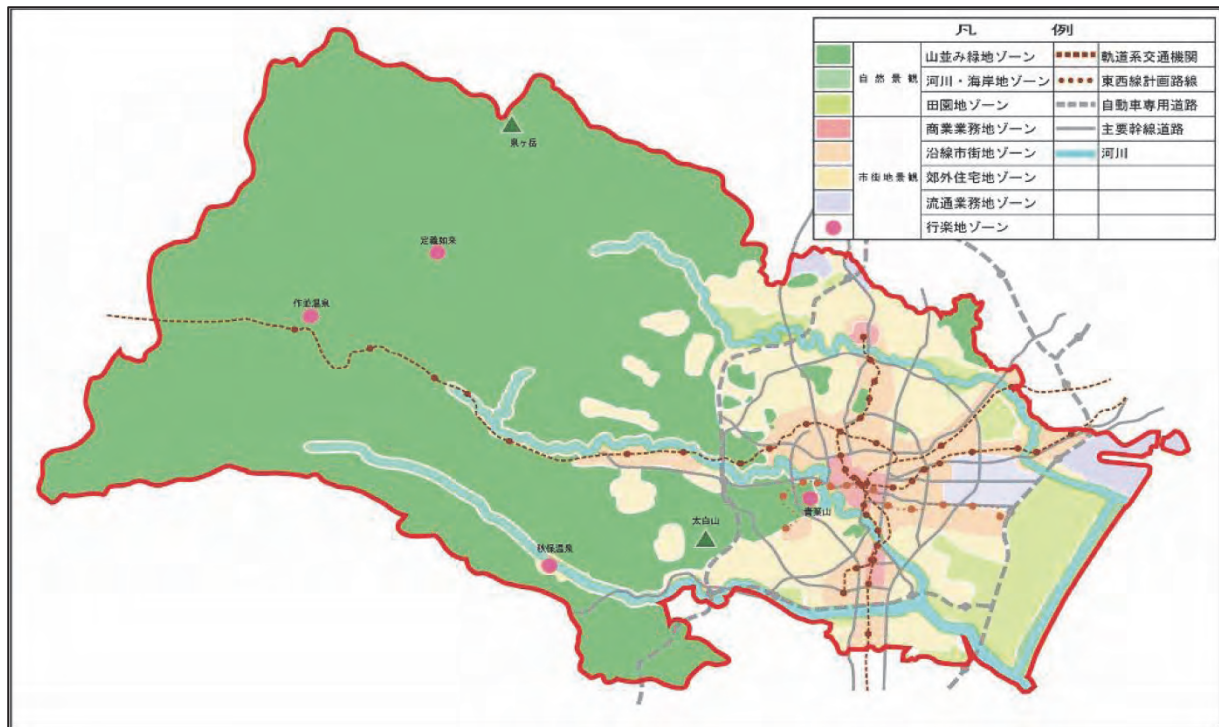 凡 例
自然景観
山並み緑地ゾーン
河川・海岸地ゾーン
田園地ゾーン
市街地景観
商業業務地ゾーン
沿線市街地ゾーン
郊外住宅地ゾーン
流通業務地ゾーン
行楽地ゾーン
軌道系交通機関
東西線計画路線
自動車専用道路
主要幹線道路
河川
泉ヶ岳
定義如来
作並温泉
青葉山
太白山
秋保温泉